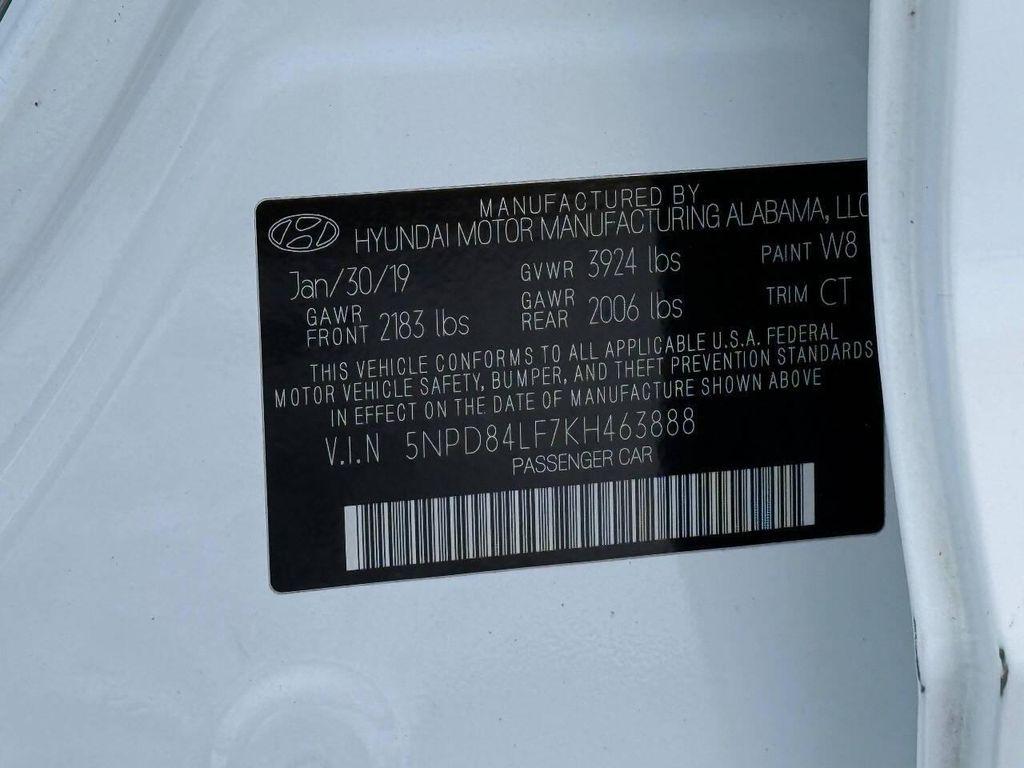 MANUFACTURED BY
HYUNDAI MOTOR MANUFACTURING ALABAMA, LLC
Jan/30/19 GVWR 3924 lbs PAINT W8
GAWR FRONT 2183 lbs GAWR REAR 2006 lbs TRIM CT
THIS VEHICLE CONFORMS TO ALL APPLICABLE U.S.A. FEDERAL
MOTOR VEHICLE SAFETY, BUMPER, AND THEFT PREVENTION STANDARDS
IN EFFECT ON THE DATE OF MANUFACTURE SHOWN ABOVE
V.I.N 5NPD84LF7KH463888
PASSENGER CAR